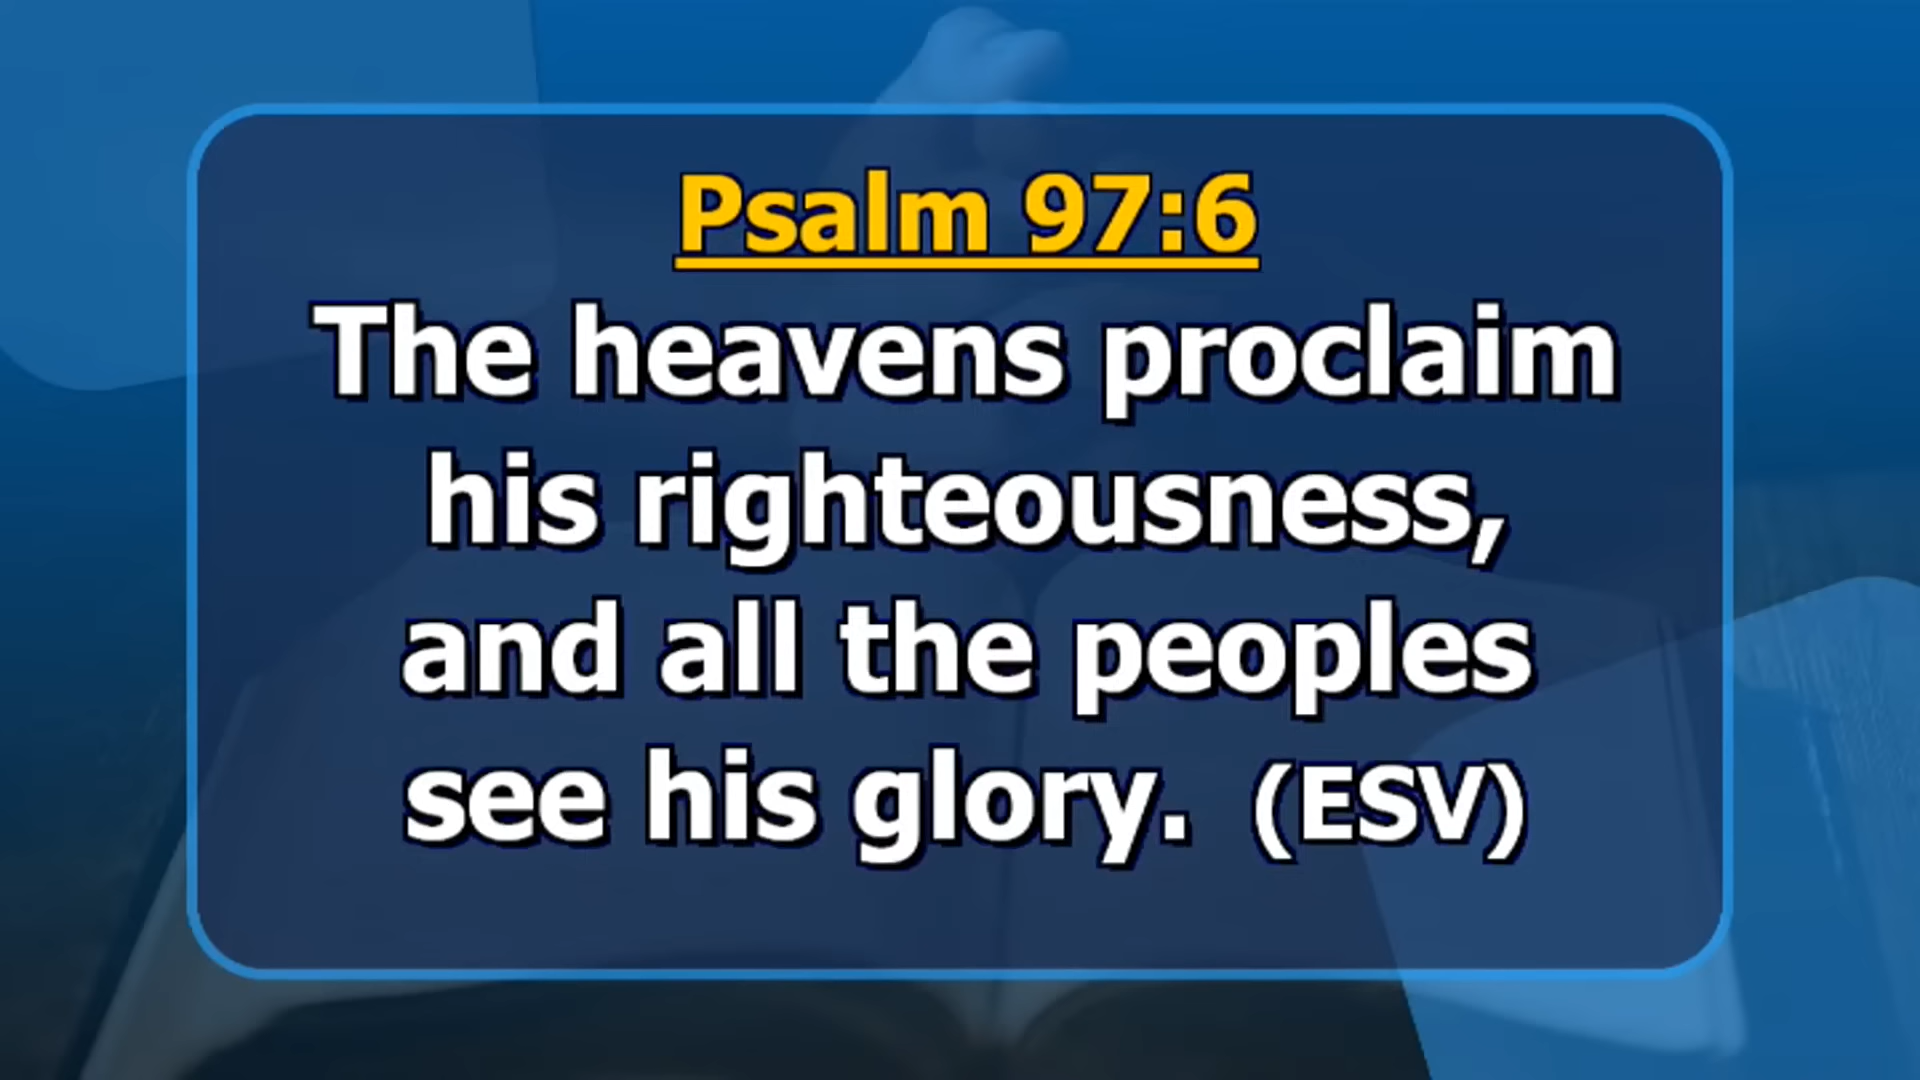 Psalm 97:6
The heavens proclaim
his righteousness,
and all the peoples
see his glory. (ESV)